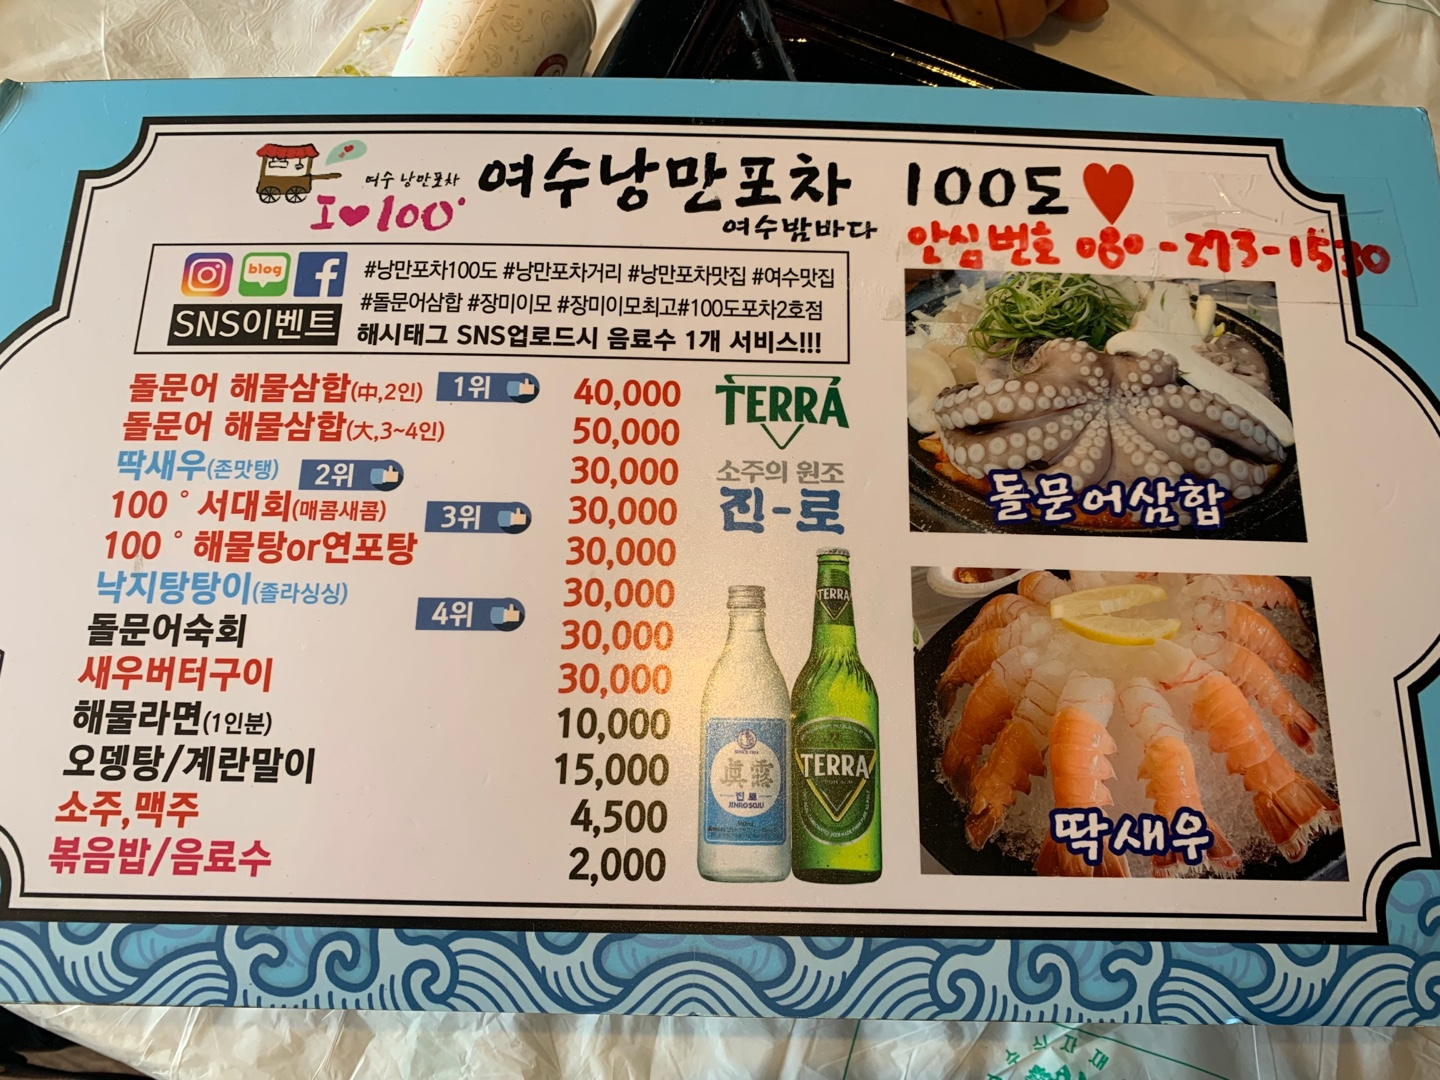 여수 낭만포차
I♥100°
여수낭만포차 100도♥
여수밤바다
안심번호 080-273-1530
blog
SNS이벤트
#낭만포차100도 #낭만포차거리 #낭만포차맛집 #여수맛집
#돌문어삼합 #장미이모 #장미이모최고#100도포차2호점
해시태그 SNS업로드시 음료수 1개 서비스!!!
돌문어 해물삼합(中,2인) 1위 40,000
돌문어 해물삼합(大,3~4인) 50,000
딱새우(존맛탱) 2위 30,000
100° 서대회(매콤새콤) 3위 30,000
100° 해물탕or연포탕 30,000
낙지탕탕이(졸라싱싱) 30,000
돌문어숙회 4위 30,000
새우버터구이 30,000
해물라면(1인분) 10,000
오뎅탕/계란말이 15,000
소주,맥주 4,500
볶음밥/음료수 2,000
TERRA
소주의 원조
진-로
眞露
진로
JINRO SOJU
TERRA
TERRA
돌문어삼합
딱새우